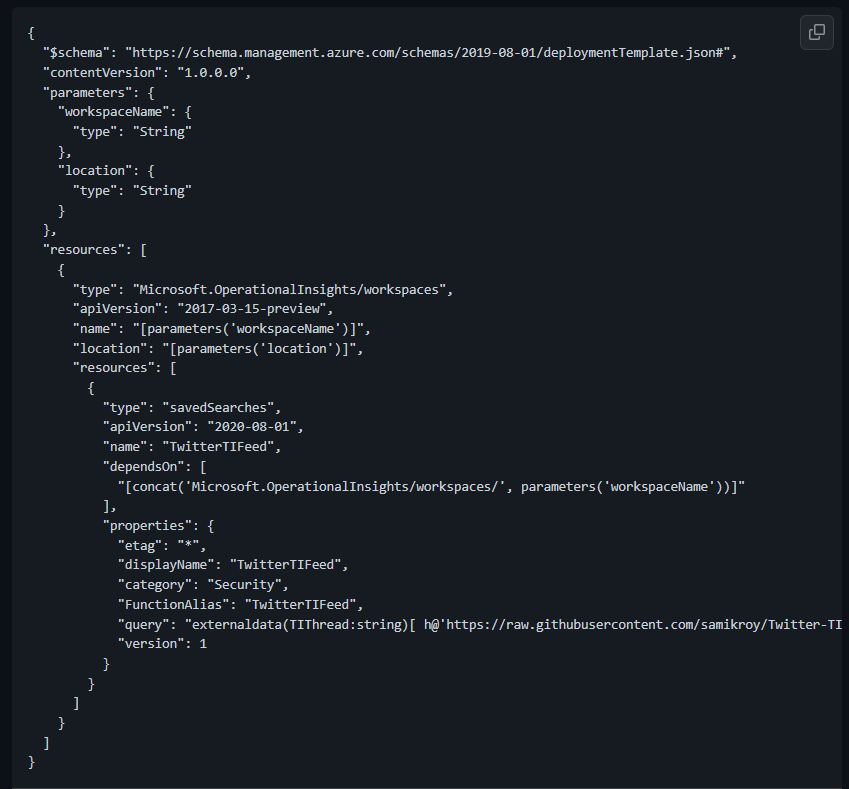 {
  "$schema": "https://schema.management.azure.com/schemas/2019-08-01/deploymentTemplate.json#",
  "contentVersion": "1.0.0.0",
  "parameters": {
    "workspaceName": {
      "type": "String"
    },
    "location": {
      "type": "String"
    }
  },
  "resources": [
    {
      "type": "Microsoft.OperationalInsights/workspaces",
      "apiVersion": "2017-03-15-preview",
      "name": "[parameters('workspaceName')]",
      "location": "[parameters('location')]",
      "resources": [
        {
          "type": "savedSearches",
          "apiVersion": "2020-08-01",
          "name": "TwitterTIFeed",
          "dependsOn": [
            "[concat('Microsoft.OperationalInsights/workspaces/', parameters('workspaceName'))]"
          ],
          "properties": {
            "etag": "*",
            "displayName": "TwitterTIFeed",
            "category": "Security",
            "FunctionAlias": "TwitterTIFeed",
            "query": "externaldata(TIThread:string)[ h@'https://raw.githubusercontent.com/samikroy/Twitter-TI
            "version": 1
          }
        }
      ]
    }
  ]
}